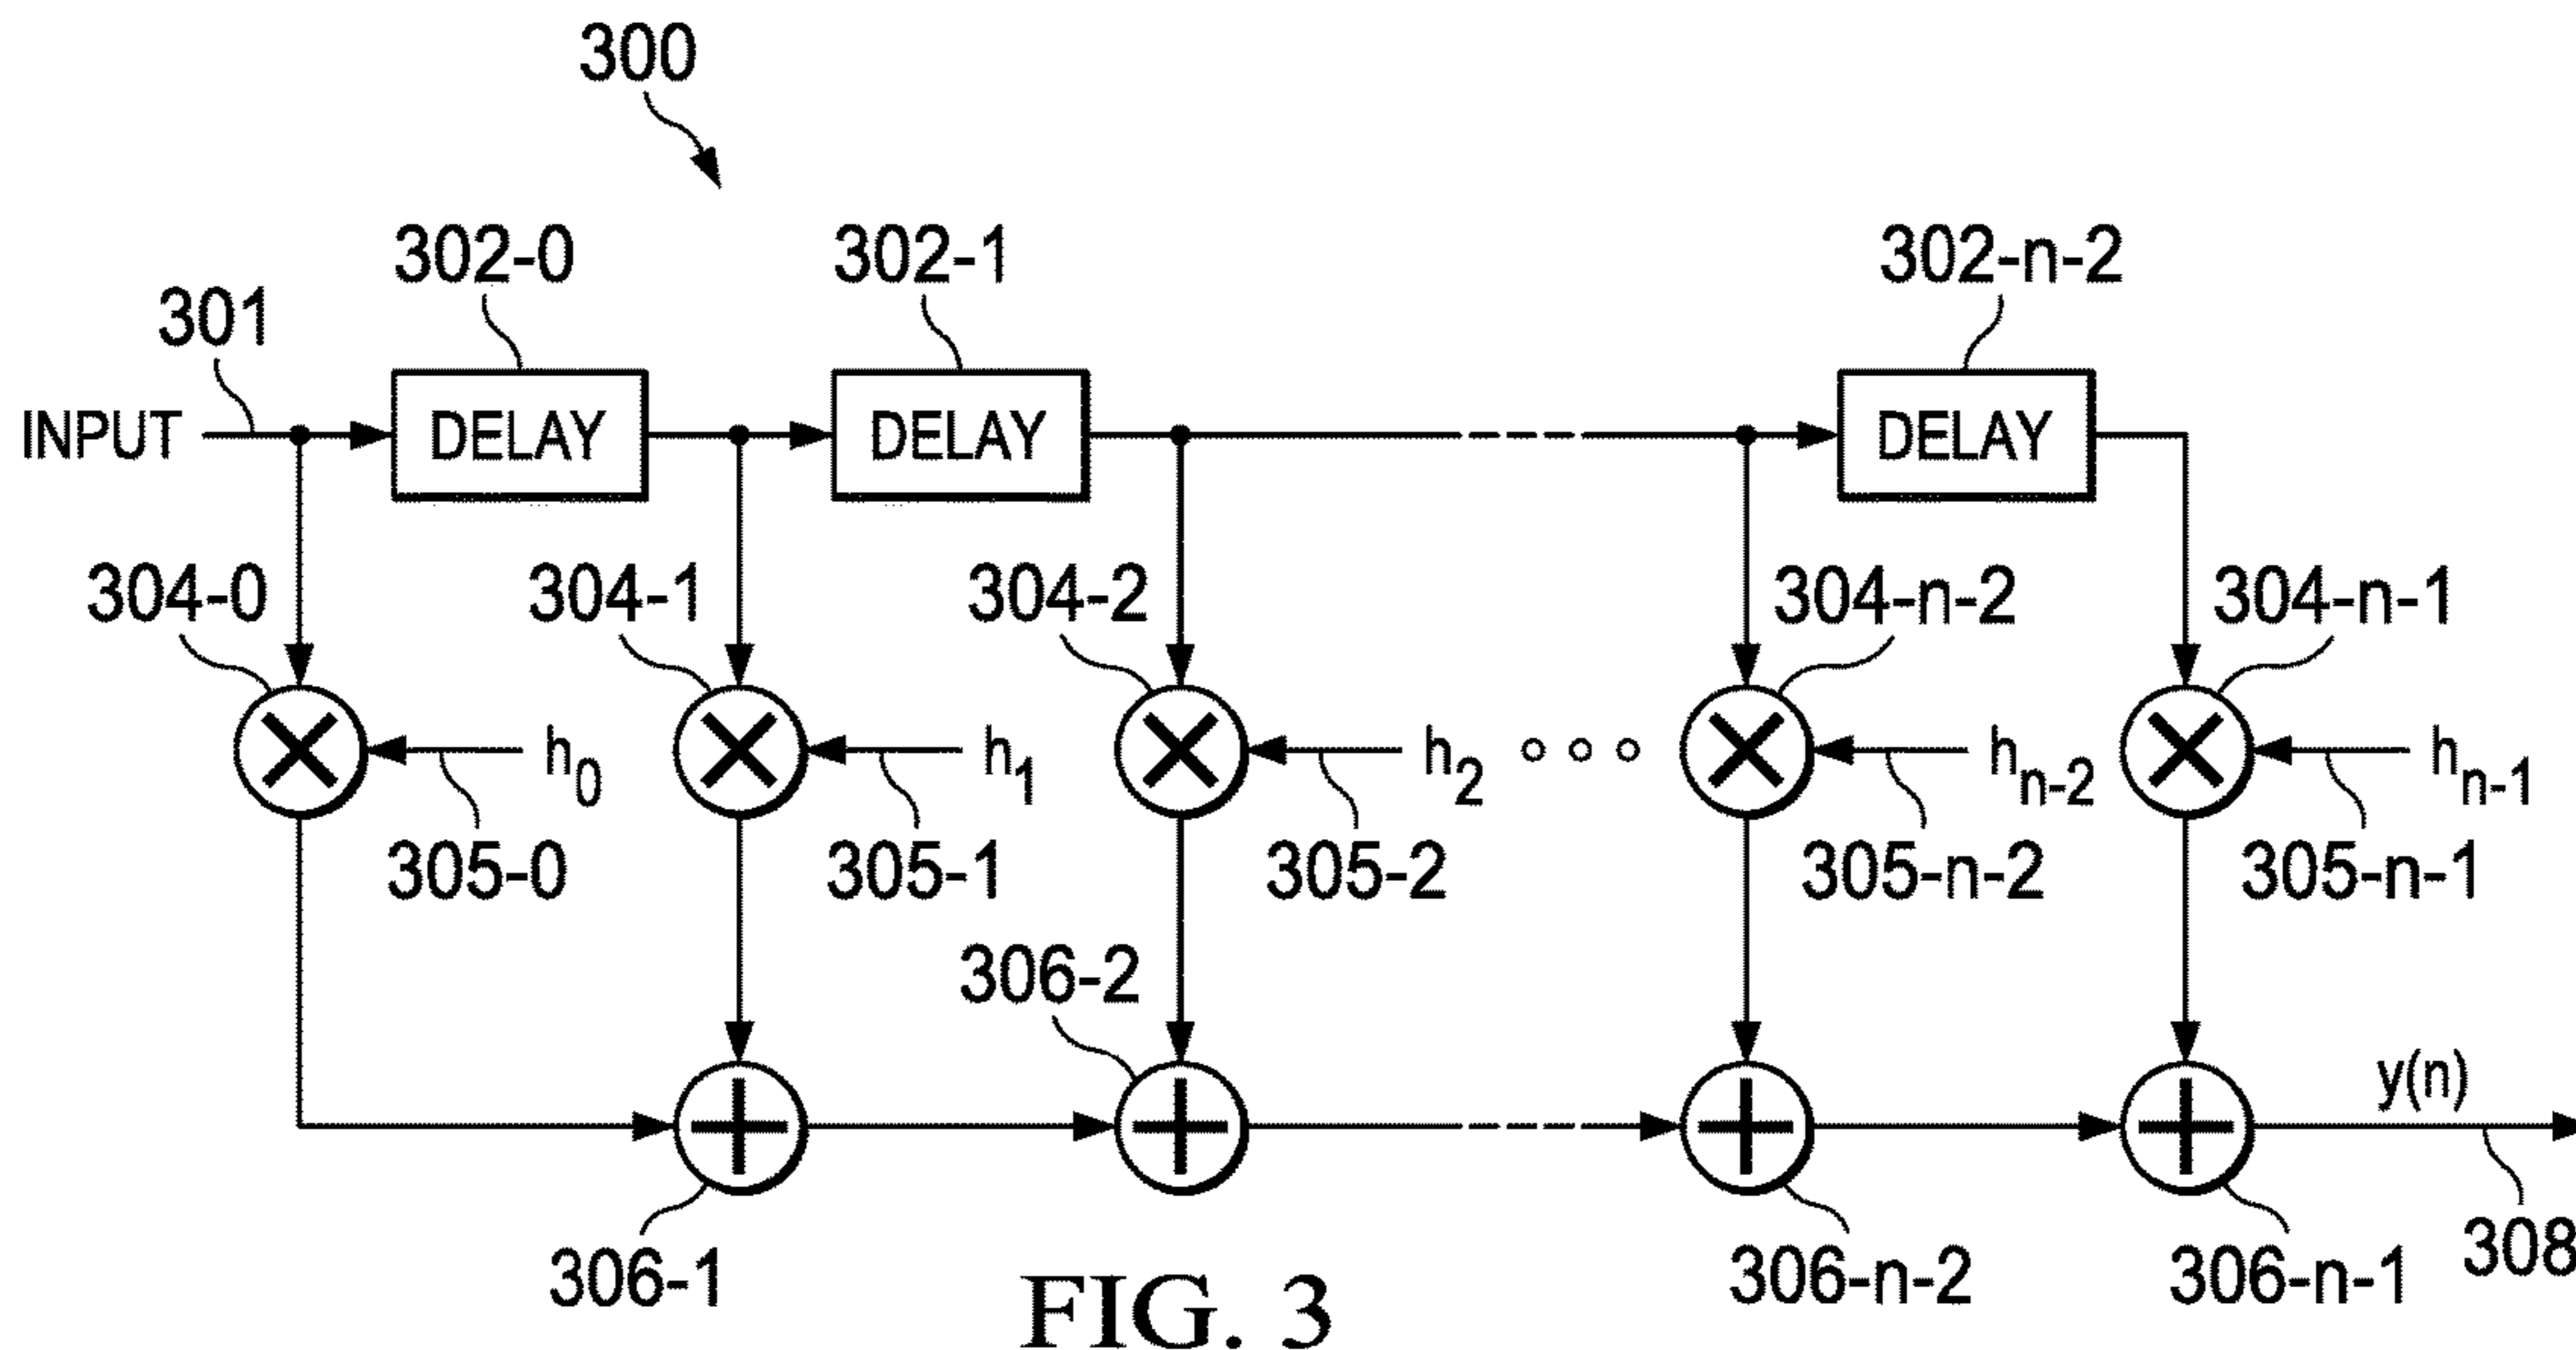 300
302-0 302-1 302-n-2
301
INPUT DELAY DELAY DELAY
304-0 304-1 304-2 304-n-2 304-n-1
h0 h1 h2 hn-2 hn-1
305-0 305-1 305-2 305-n-2 305-n-1
306-2
y(n)
306-1 306-n-2 306-n-1 308
FIG. 3